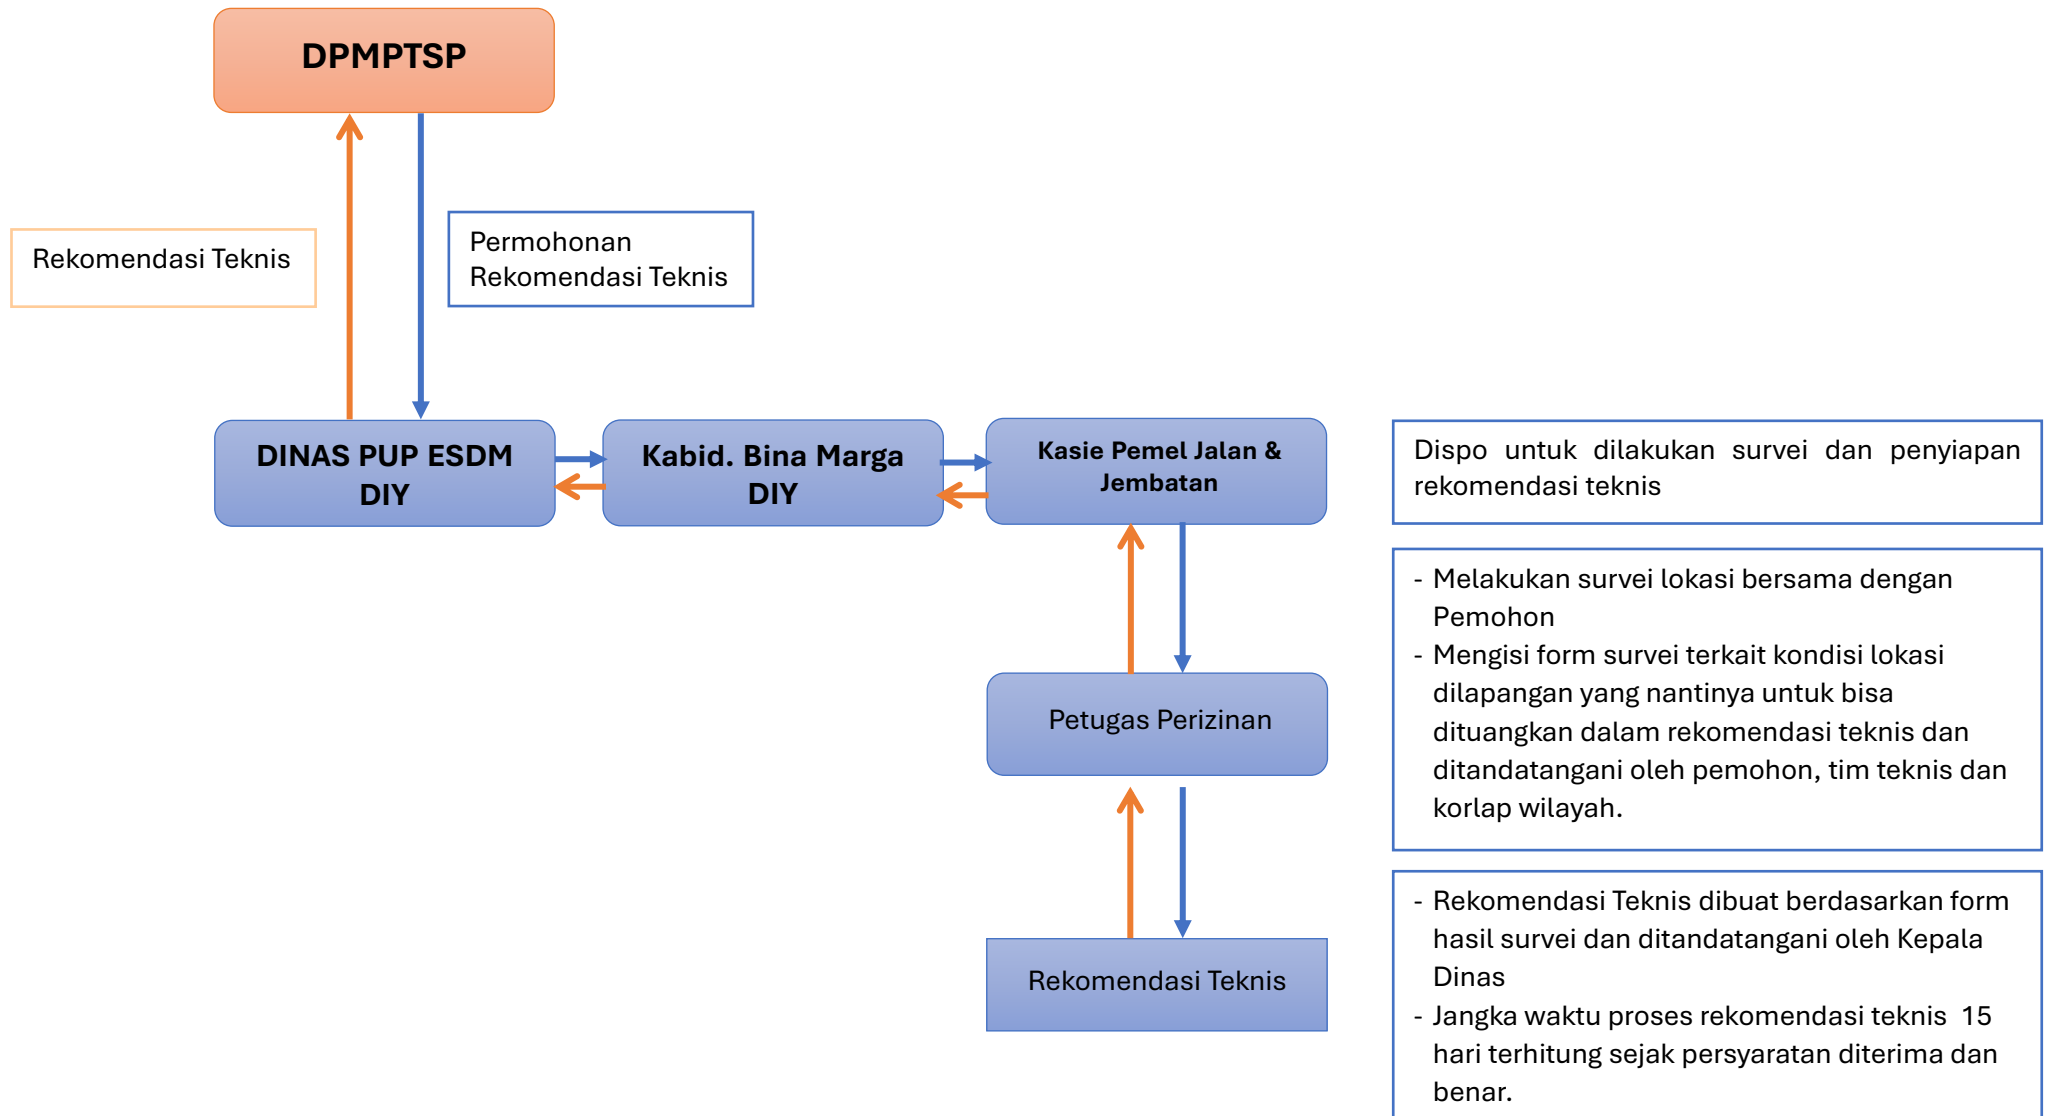 DPMPTSP
Rekomendasi Teknis
Permohonan
Rekomendasi Teknis
DINAS PUP ESDM
DIY
Kabid. Bina Marga
DIY
Kasie Pemel Jalan &
Jembatan
Dispo untuk dilakukan survei dan penyiapan
rekomendasi teknis
- Melakukan survei lokasi bersama dengan
Pemohon
- Mengisi form survei terkait kondisi lokasi
dilapangan yang nantinya untuk bisa
dituangkan dalam rekomendasi teknis dan
ditandatangani oleh pemohon, tim teknis dan
korlap wilayah.
Petugas Perizinan
Rekomendasi Teknis
- Rekomendasi Teknis dibuat berdasarkan form
hasil survei dan ditandatangani oleh Kepala
Dinas
- Jangka waktu proses rekomendasi teknis  15
hari terhitung sejak persyaratan diterima dan
benar.